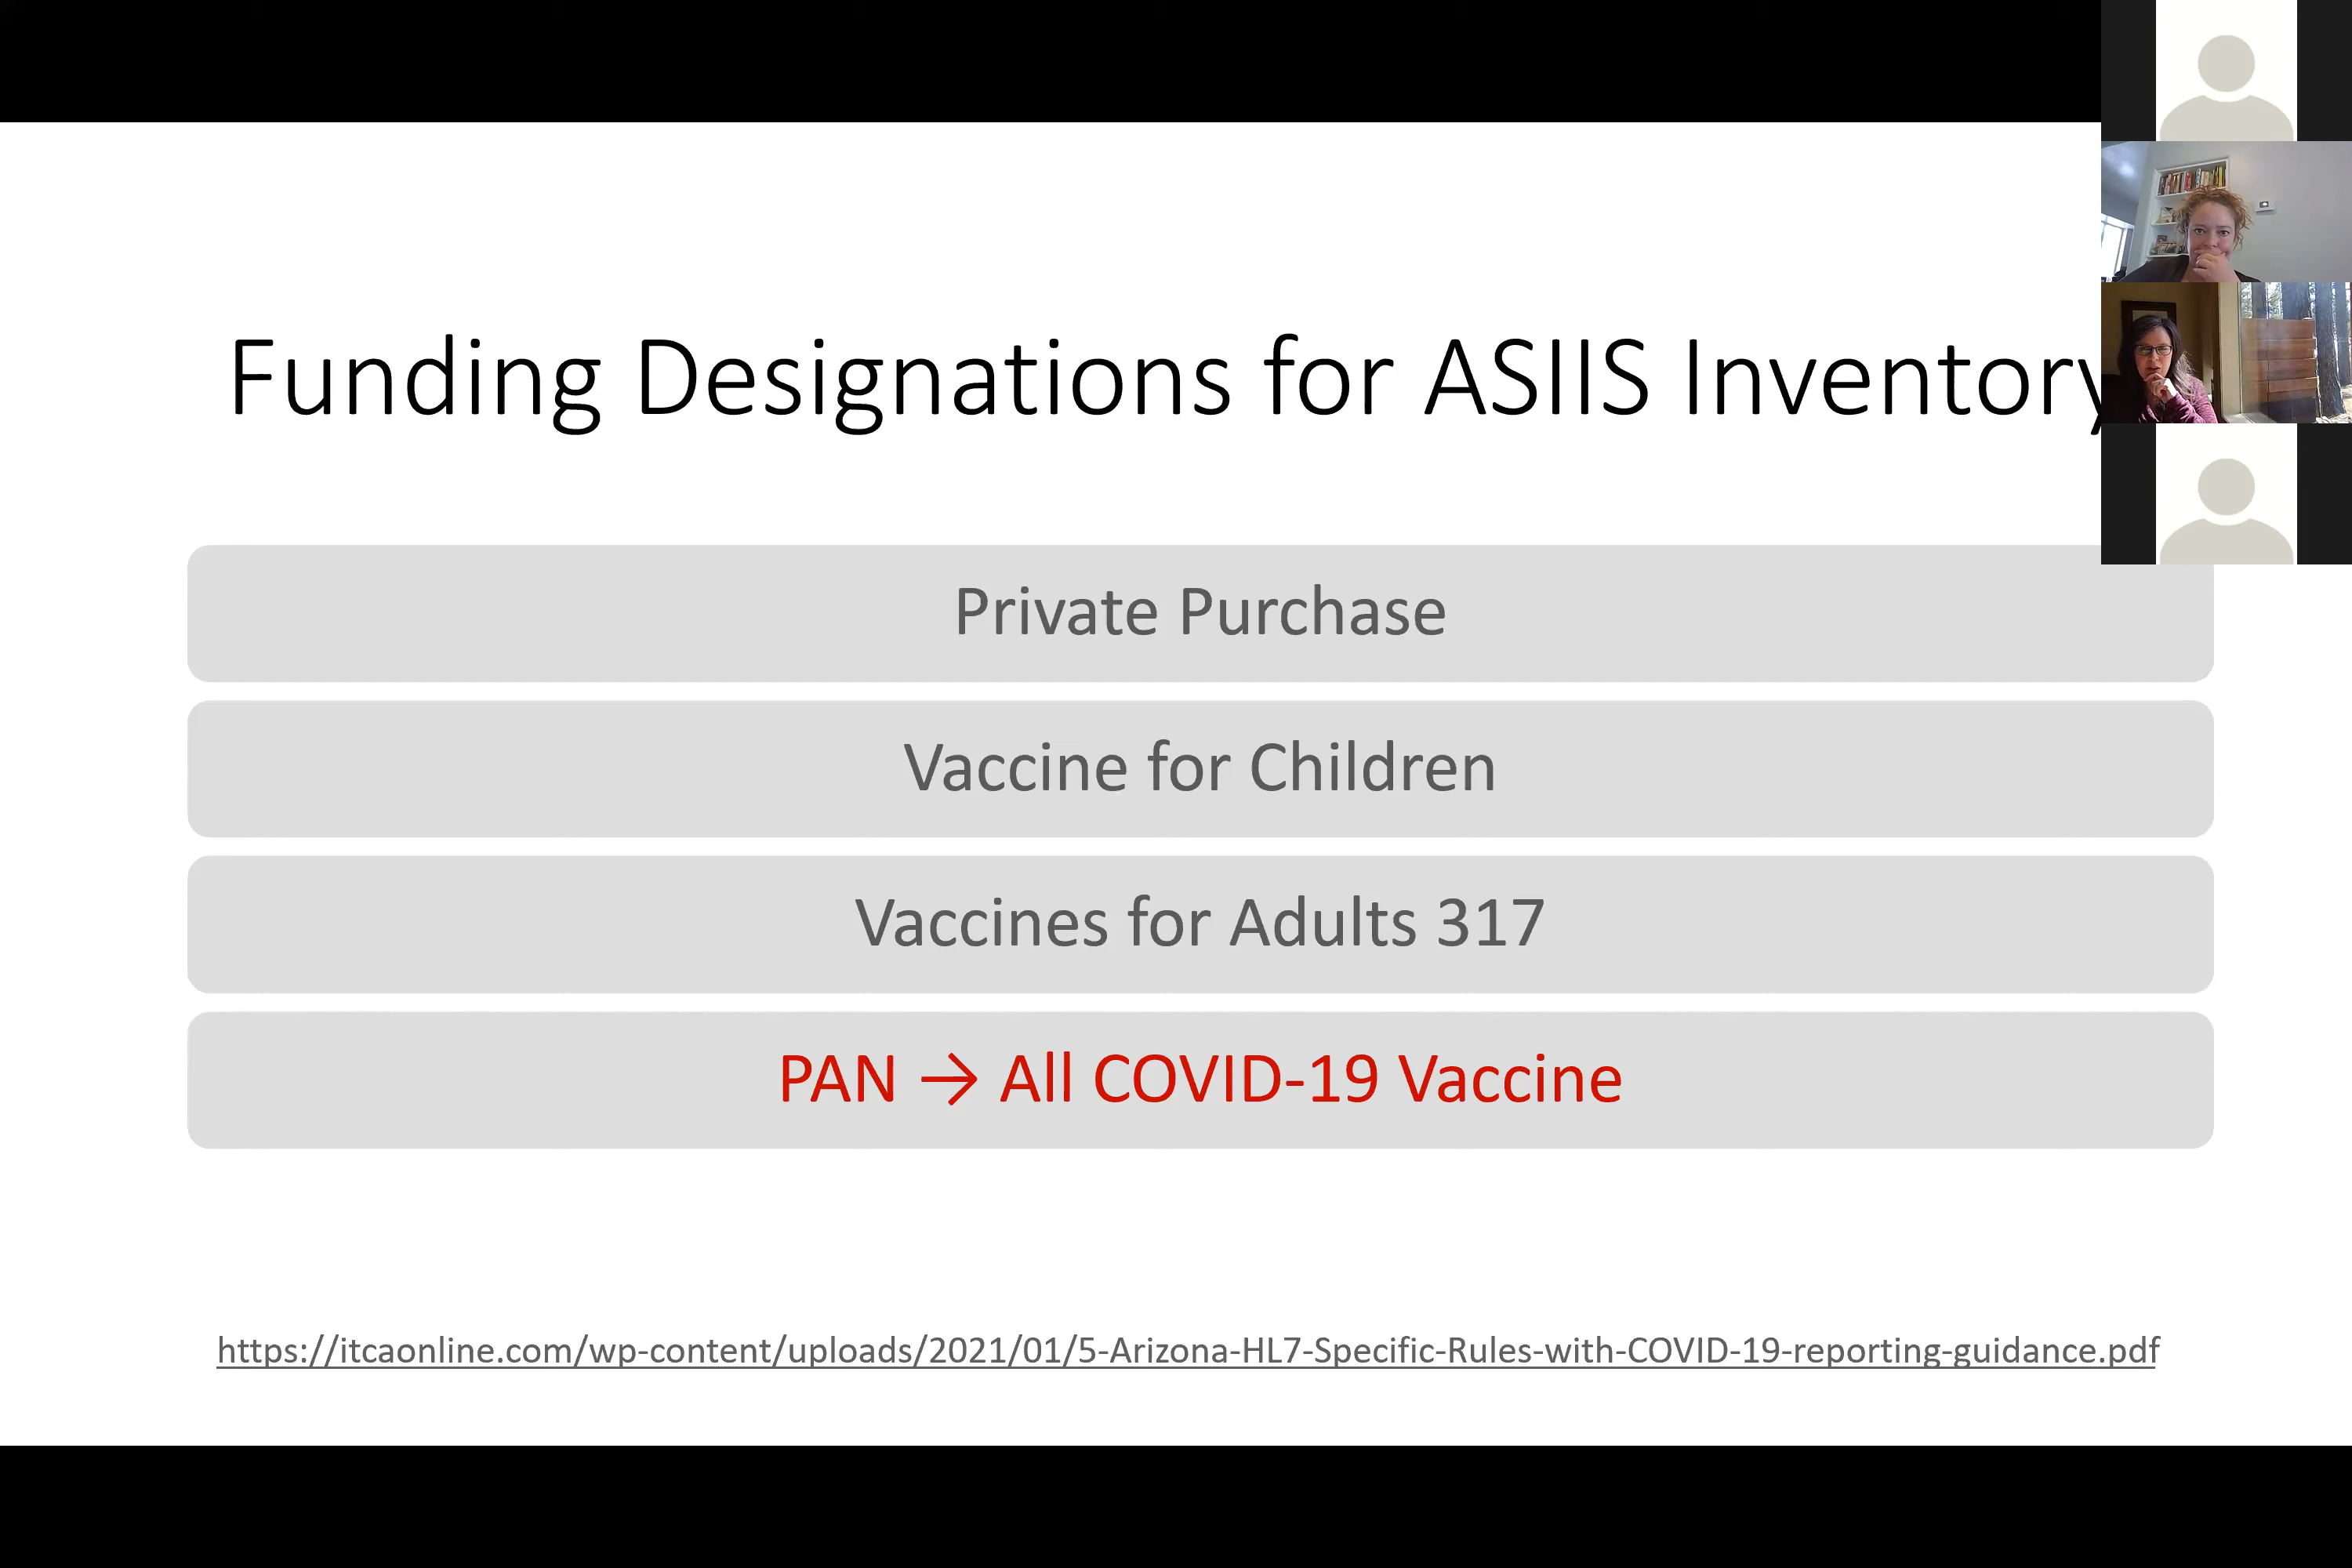 Funding Designations for ASIIS Inventory
Private Purchase
Vaccine for Children
Vaccines for Adults 317
PAN → All COVID-19 Vaccine
https://itcaonline.com/wp-content/uploads/2021/01/5-Arizona-HL7-Specific-Rules-with-COVID-19-reporting-guidance.pdf